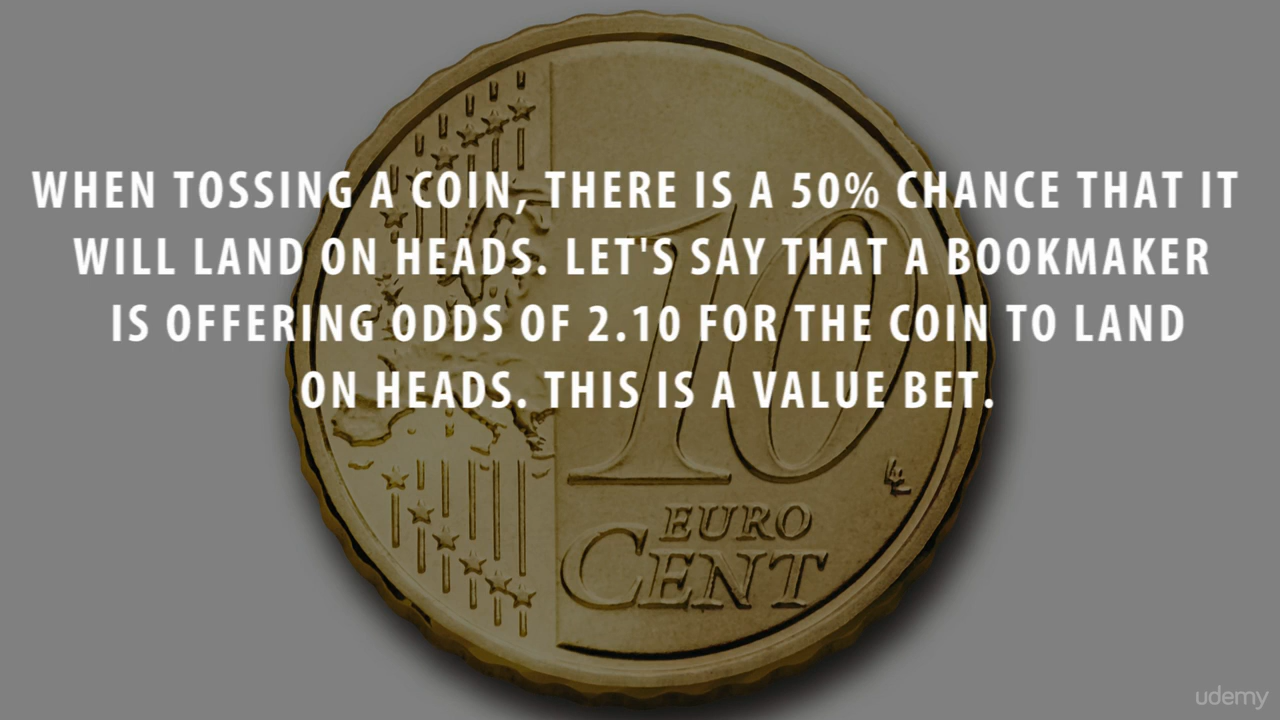 WHEN TOSSING A COIN, THERE IS A 50% CHANCE THAT IT
WILL LAND ON HEADS. LET'S SAY THAT A BOOKMAKER
IS OFFERING ODDS OF 2.10 FOR THE COIN TO LAND
ON HEADS. THIS IS A VALUE BET.
10
EURO
CENT
udemy